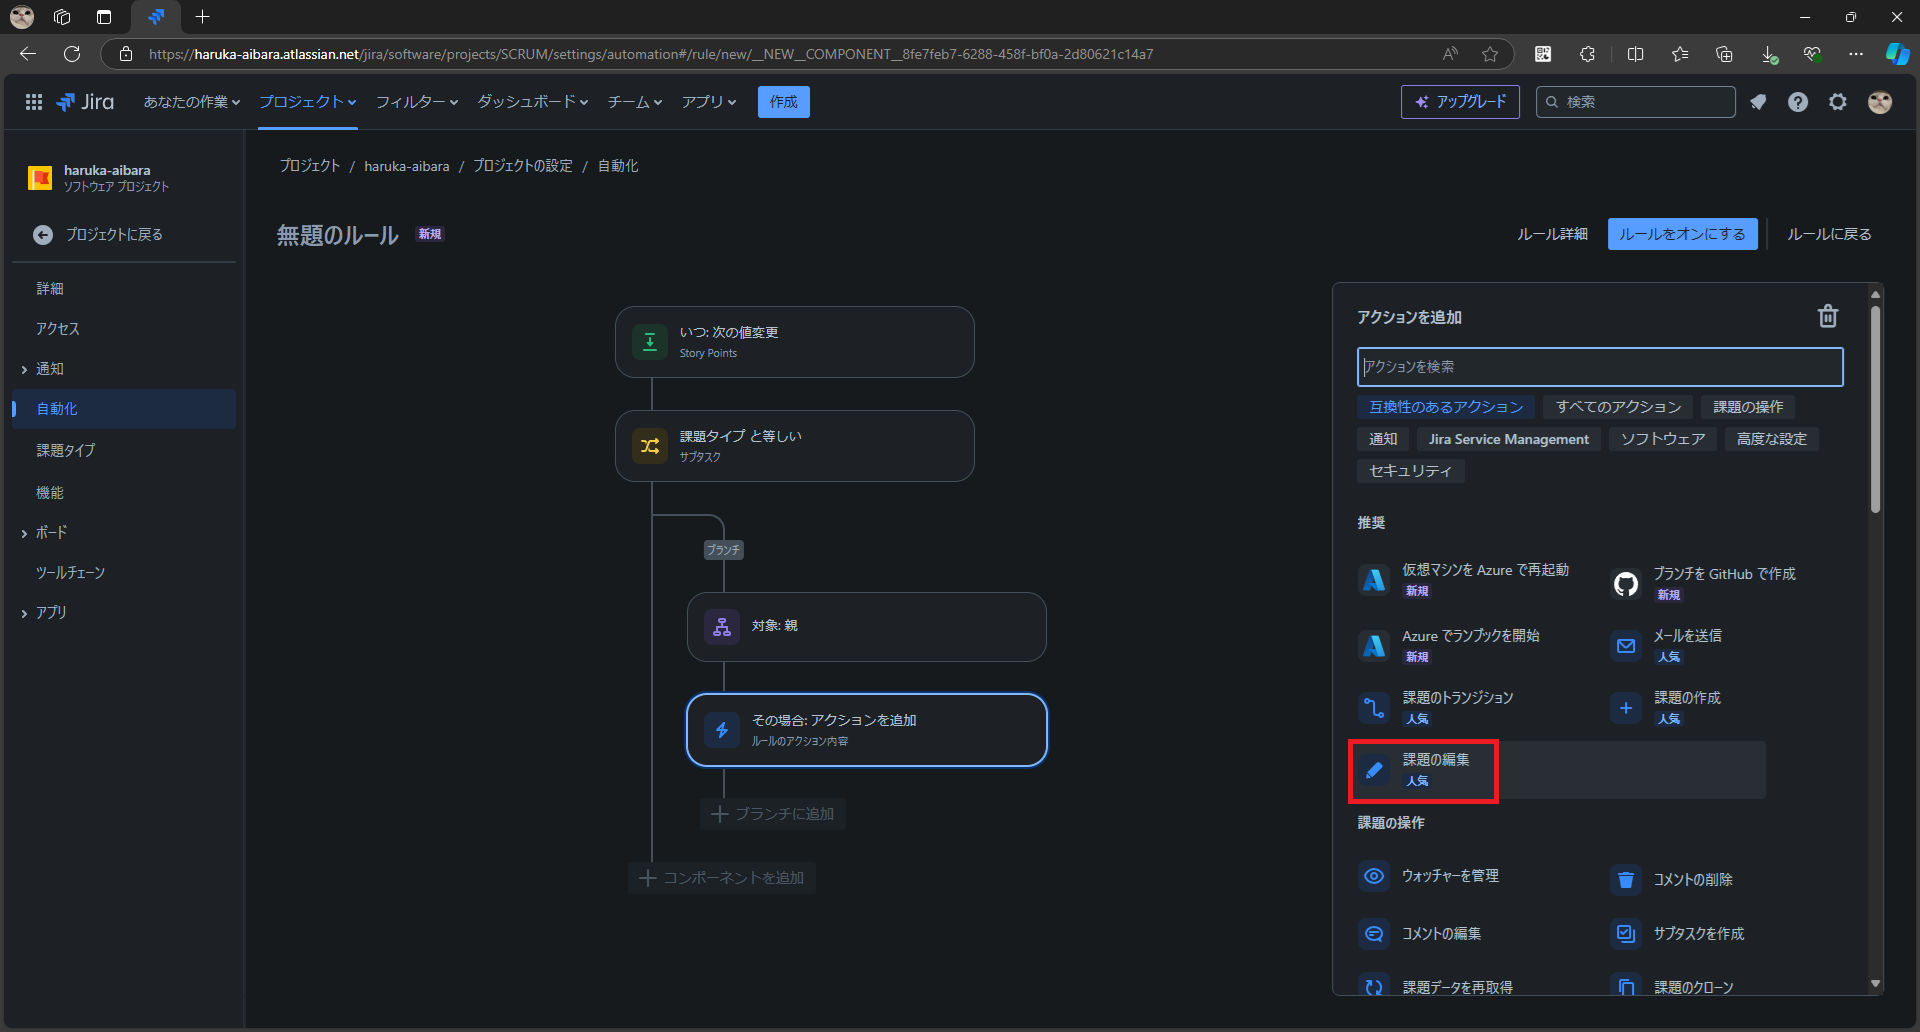 https://haruka-aibara.atlassian.net/jira/software/projects/SCRUM/settings/automation#/rule/new/__NEW__COMPONENT__8fe7feb7-6288-458f-bf0a-2d80621c14a7
Jira
あなたの作業
プロジェクト
フィルター
ダッシュボード
チーム
アプリ
作成
アップグレード
検索
haruka-aibara
ソフトウェア プロジェクト
プロジェクトに戻る
詳細
アクセス
通知
自動化
課題タイプ
機能
ボード
ツールチェーン
アプリ
プロジェクト / haruka-aibara / プロジェクトの設定 / 自動化
無題のルール 新規
ルール詳細
ルールをオンにする
ルールに戻る
いつ: 次の値変更
Story Points
課題タイプ と等しい
サブタスク
ブランチ
対象: 親
その場合: アクションを追加
ルールのアクション内容
ブランチに追加
コンポーネントを追加
アクションを追加
アクションを検索
互換性のあるアクション すべてのアクション 課題の操作
通知 Jira Service Management ソフトウェア 高度な設定
セキュリティ
推奨
仮想マシンを Azure で再起動
新規
ブランチを GitHub で作成
新規
Azure でランブックを開始
新規
メールを送信
人気
課題のトランジション
人気
課題の作成
人気
課題の編集
人気
課題の操作
ウォッチャーを管理
コメントの削除
コメントの編集
サブタスクを作成
課題データを再取得
課題のクローン